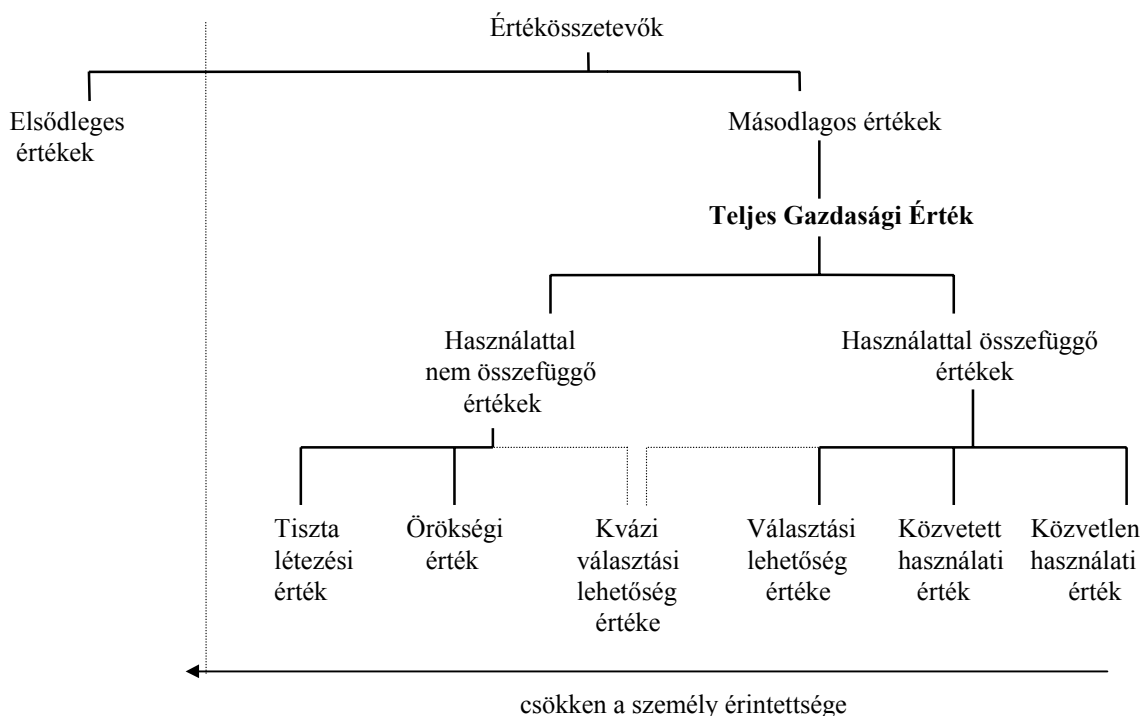 Értékösszetevők
Elsődleges
értékek
Másodlagos értékek
Teljes Gazdasági Érték
Használattal
nem összefüggő
értékek
Használattal összefüggő
értékek
Tiszta
létezési
érték
Örökségi
érték
Kvázi
választási
lehetőség
értéke
Választási
lehetőség
értéke
Közvetett
használati
érték
Közvetlen
használati
érték
csökken a személy érintettsége